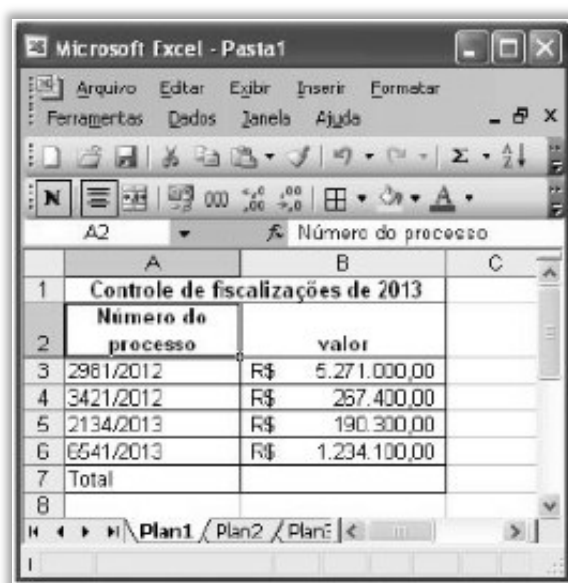 Microsoft Excel - Pasta1
Arquivo Editar Exibir Inserir Formatar
Ferramentas Dados Janela Ajuda
N 000
A2 fx Número do processo
A B C
1 Controle de fiscalizações de 2013
2 Número do processo valor
3 2981/2012 R$ 5.271.000,00
4 3421/2012 R$ 267.400,00
5 2134/2013 R$ 190.300,00
6 6541/2013 R$ 1.234.100,00
7 Total
8
Plan1 Plan2